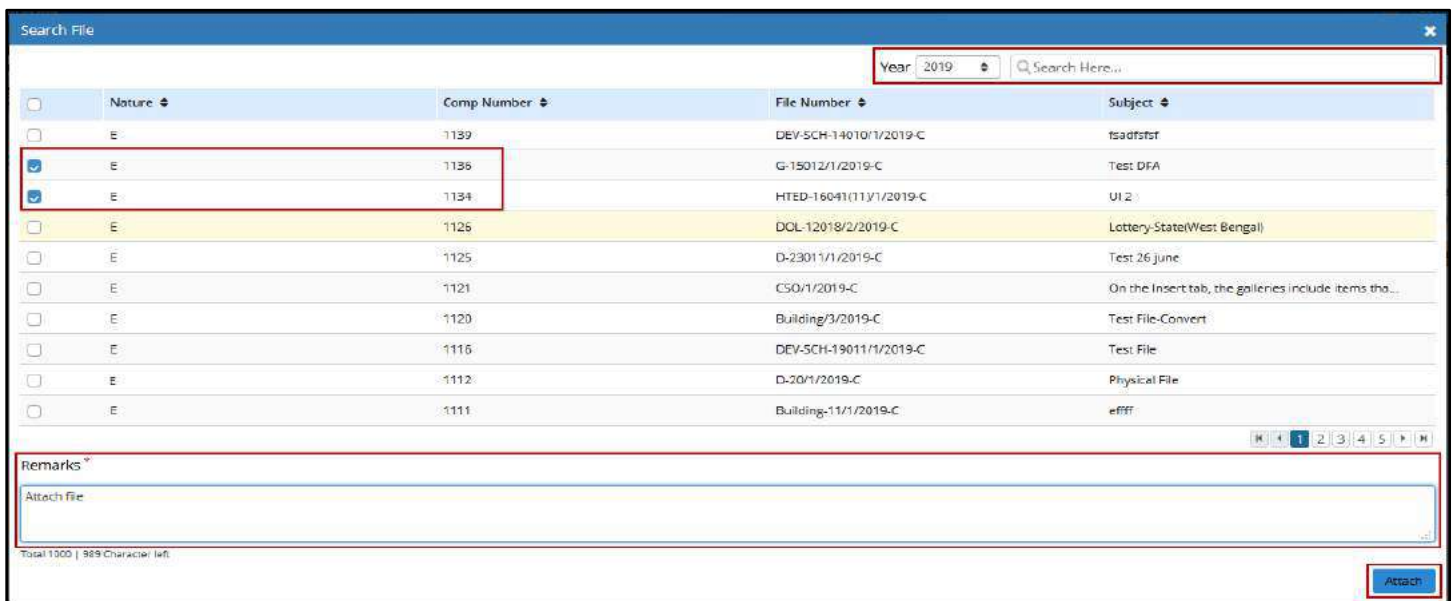 Search File
Year 2019 Search Here...
Nature Comp Number File Number Subject
E 1139 DEV-SCH-14010/1/2019-C fsadfsfsf
E 1136 G-15012/1/2019-C Test DFA
E 1134 HTED-16041(11)/1/2019-C UI 2
E 1126 DOL-12018/2/2019-C Lottery-State(West Bengal)
E 1125 D-23011/1/2019-C Test 26 june
E 1121 CSO/1/2019-C On the Insert tab, the galleries include items tha...
E 1120 Building/3/2019-C Test File-Convert
E 1116 DEV-SCH-19011/1/2019-C Test File
E 1112 D-20/1/2019-C Physical File
E 1111 Building-11/1/2019-C effff
1 2 3 4 5
Remarks *
Attach file
Total 1000 | 989 Character left
Attach